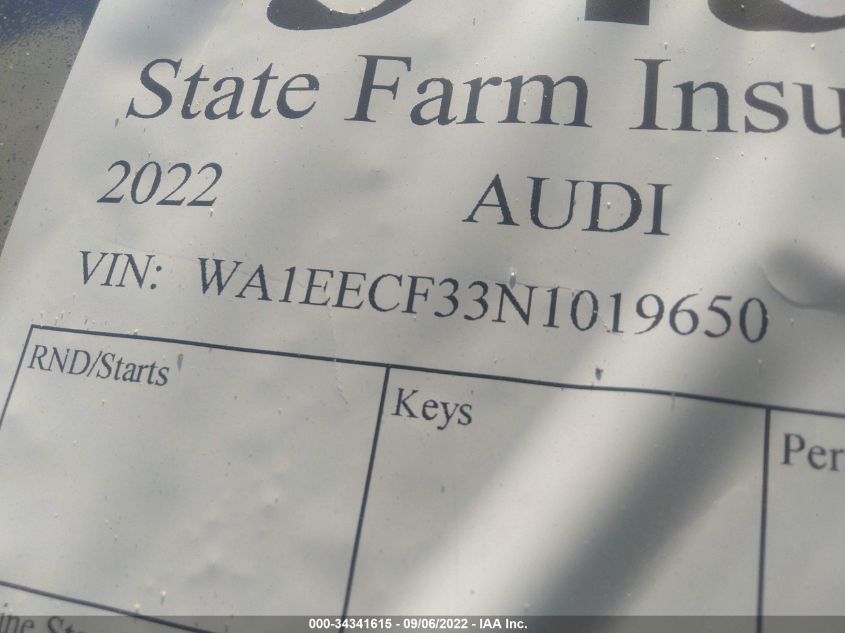 State Farm Insu
2022 AUDI
VIN: WA1EECF33N1019650
RND/Starts Keys Per
000-34341615 - 09/06/2022 - IAA Inc.